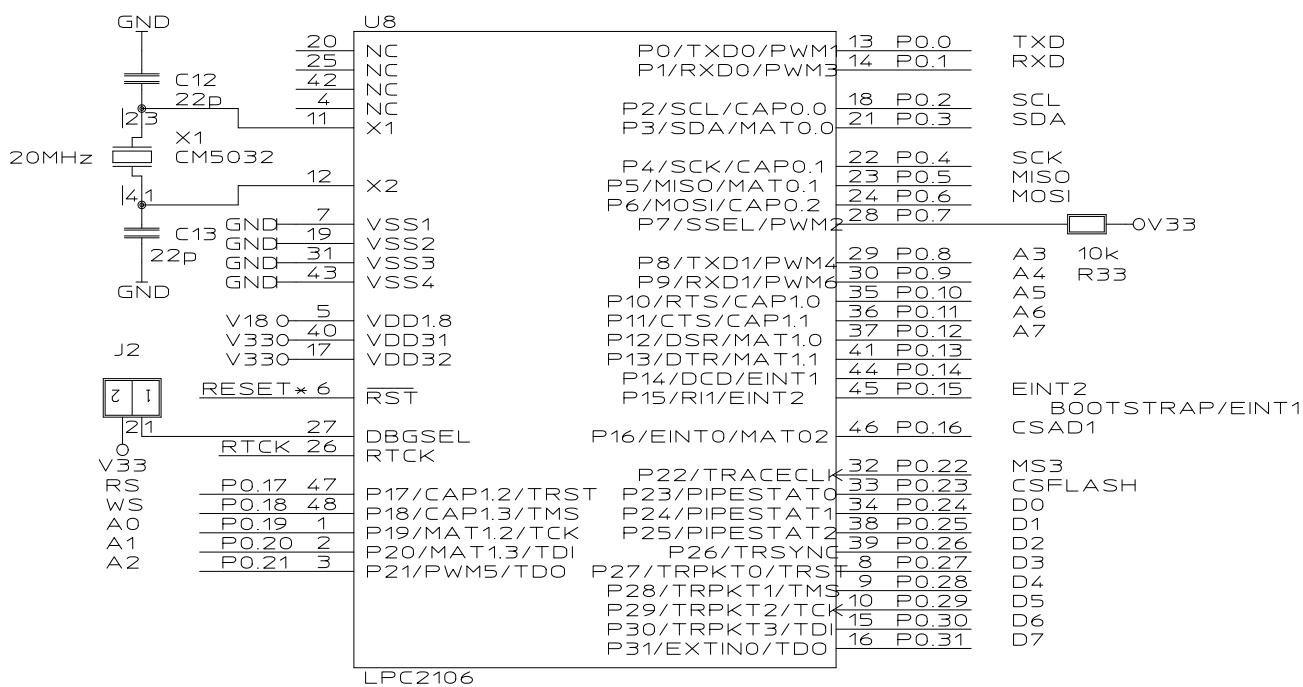 GND
U8
20 NC
25 NC
42 NC
4 NC
11 X1
C12
22p
23
X1
20MHz CM5032
41
12 X2
C13
22p
GND
GND 7 VSS1
GND 19 VSS2
GND 31 VSS3
GND 43 VSS4
V18 5 VDD1.8
V33 40 VDD31
V33 17 VDD32
J2
2 1
21
V33
RESET* 6 RST
27 DBGSEL
RTCK 26 RTCK
RS P0.17 47 P17/CAP1.2/TRST
WS P0.18 48 P18/CAP1.3/TMS
A0 P0.19 1 P19/MAT1.2/TCK
A1 P0.20 2 P20/MAT1.3/TDI
A2 P0.21 3 P21/PWM5/TDO
P0/TXD0/PWM1 13 P0.0 TXD
P1/RXD0/PWM3 14 P0.1 RXD
P2/SCL/CAP0.0 18 P0.2 SCL
P3/SDA/MAT0.0 21 P0.3 SDA
P4/SCK/CAP0.1 22 P0.4 SCK
P5/MISO/MAT0.1 23 P0.5 MISO
P6/MOSI/CAP0.2 24 P0.6 MOSI
P7/SSEL/PWM2 28 P0.7 V33
10k
R33
P8/TXD1/PWM4 29 P0.8 A3
P9/RXD1/PWM6 30 P0.9 A4
P10/RTS/CAP1.0 35 P0.10 A5
P11/CTS/CAP1.1 36 P0.11 A6
P12/DSR/MAT1.0 37 P0.12 A7
P13/DTR/MAT1.1 41 P0.13
P14/DCD/EINT1 44 P0.14
P15/RI1/EINT2 45 P0.15 EINT2
BOOTSTRAP/EINT1
P16/EINT0/MAT02 46 P0.16 CSAD1
P22/TRACECLK 32 P0.22 MS3
P23/PIPESTAT0 33 P0.23 CSFLASH
P24/PIPESTAT1 34 P0.24 D0
P25/PIPESTAT2 38 P0.25 D1
P26/TRSYNC 39 P0.26 D2
P27/TRPKT0/TRST 8 P0.27 D3
P28/TRPKT1/TMS 9 P0.28 D4
P29/TRPKT2/TCK 10 P0.29 D5
P30/TRPKT3/TDI 15 P0.30 D6
P31/EXTIN0/TDO 16 P0.31 D7
LPC2106